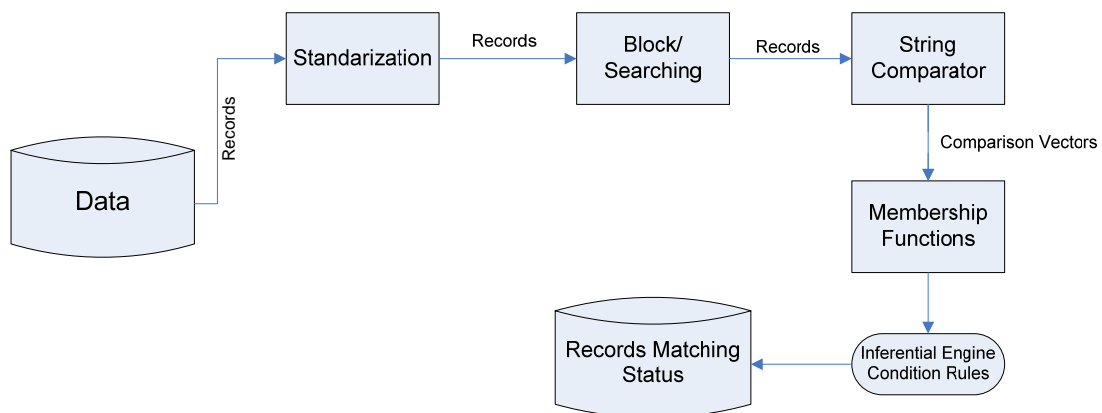 Data
Records
Standarization
Records
Block/
Searching
Records
String
Comparator
Comparison Vectors
Membership
Functions
Inferential Engine
Condition Rules
Records Matching
Status